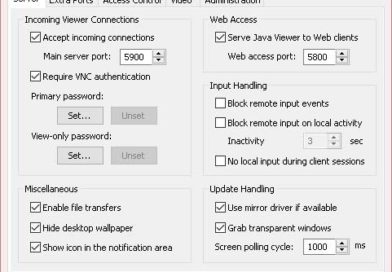 Server Extra Ports Access Control Video Administration
Incoming Viewer Connections
Accept incoming connections
Main server port: 5900
Require VNC authentication
Primary password:
Set... Unset
View-only password:
Set... Unset
Miscellaneous
Enable file transfers
Hide desktop wallpaper
Show icon in the notification area
Web Access
Serve Java Viewer to Web clients
Web access port: 5800
Input Handling
Block remote input events
Block remote input on local activity
Inactivity 3 sec
No local input during client sessions
Update Handling
Use mirror driver if available
Grab transparent windows
Screen polling cycle: 1000 ms